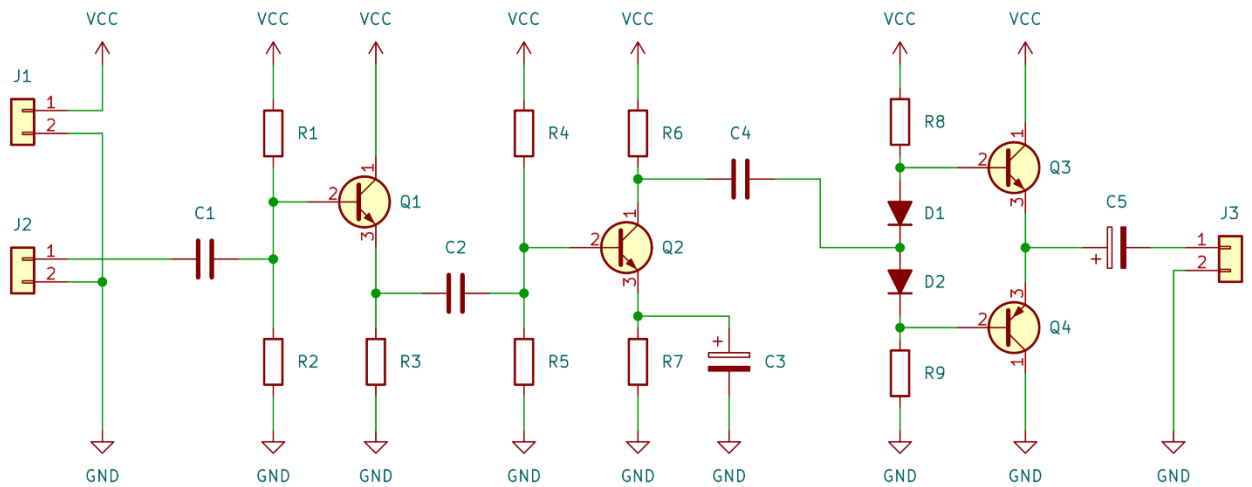 VCC VCC VCC VCC VCC VCC VCC
J1
1
2
R1
R4
R6
C4
R8
1
2
Q3
3
1
2
Q1
3
C1
J2
1
2
C2
1
2
Q2
3
D1
C5
J3
1
2
+
D2
3
2
Q4
1
R2
R3
R5
R7
+
C3
R9
GND GND GND GND GND GND GND GND GND